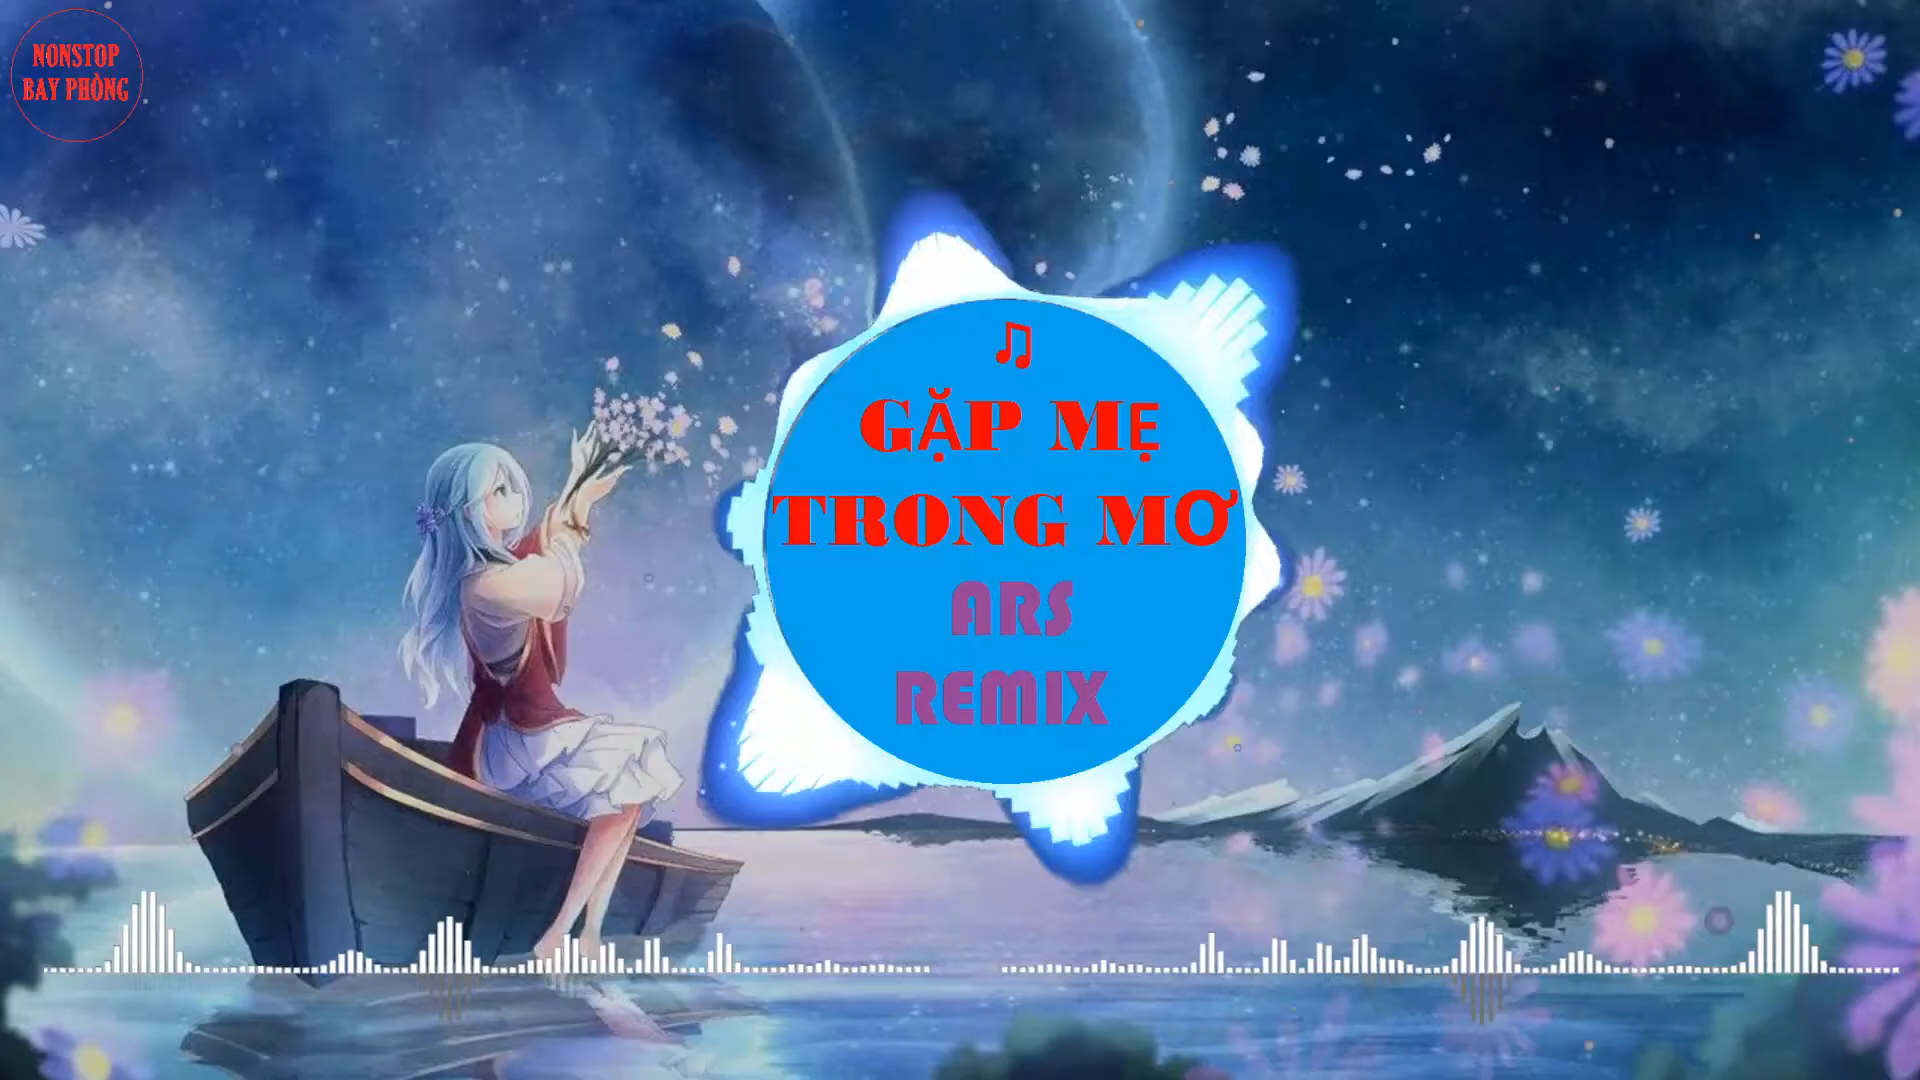 NONSTOP
BAY PHÒNG
♫
GẶP MẸ
TRONG MƠ
ARS
REMIX